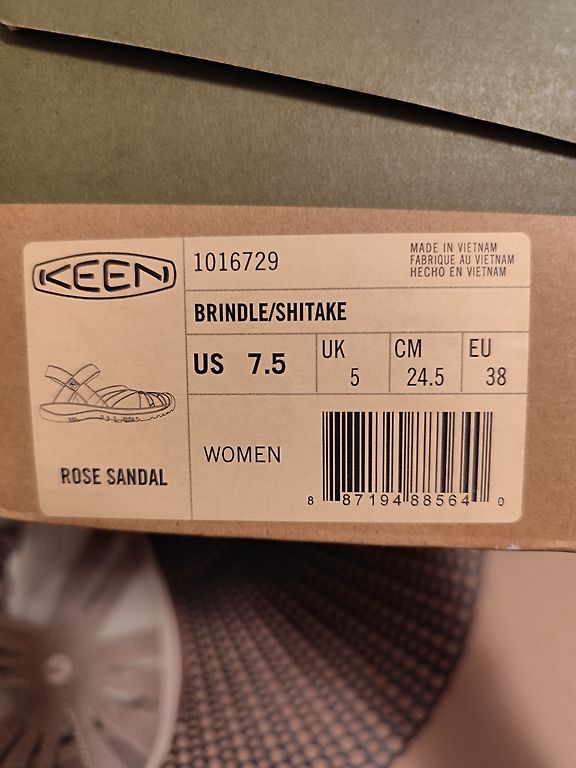 KEEN
1016729
MADE IN VIETNAM
FABRIQUE AU VIETNAM
HECHO EN VIETNAM
BRINDLE/SHITAKE
US 7.5
UK 5
CM 24.5
EU 38
ROSE SANDAL
WOMEN
8 87194 88564 0